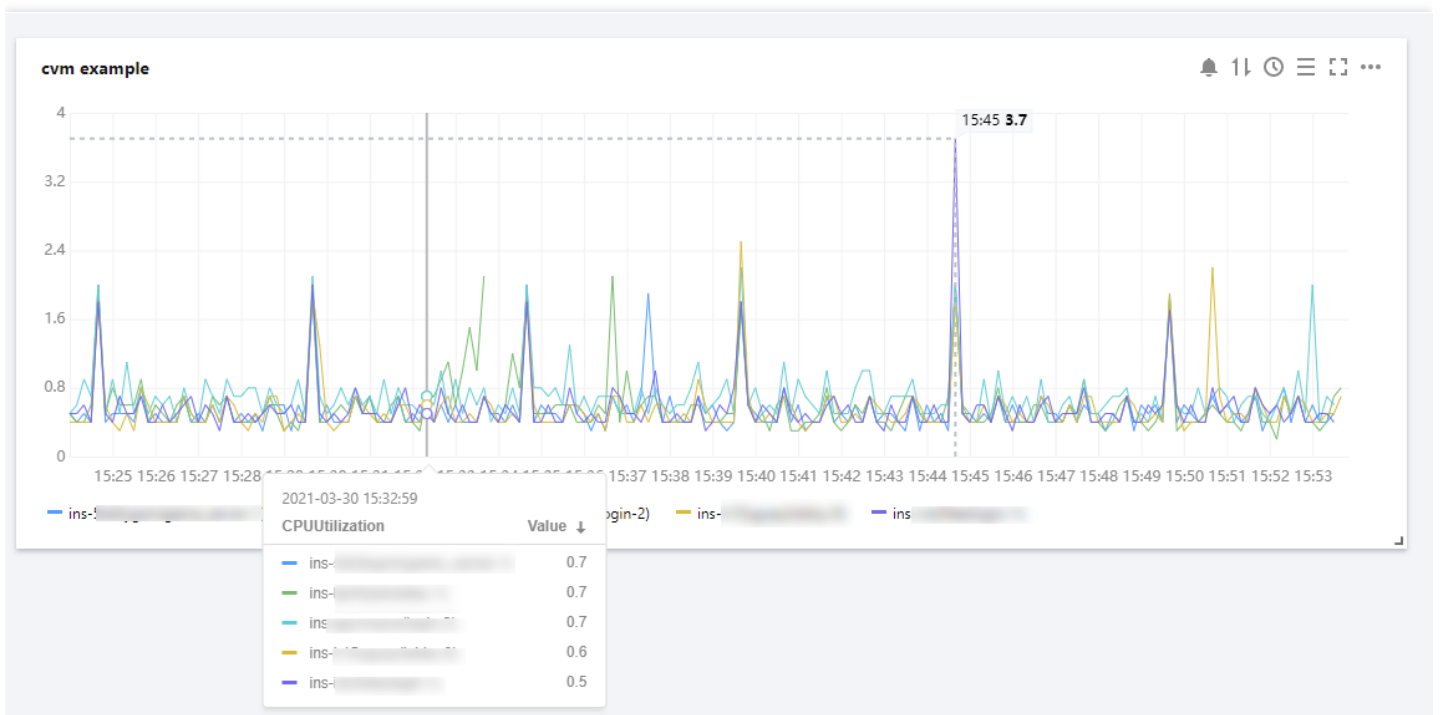 cvm example
4
15:45 3.7
3.2
2.4
1.6
0.8
0
15:25 15:26 15:27 15:28 15:37 15:38 15:39 15:40 15:41 15:42 15:43 15:44 15:45 15:46 15:47 15:48 15:49 15:50 15:51 15:52 15:53
ins- -2) ins- ins
2021-03-30 15:32:59
CPUUtilization Value ↓
ins- 0.7
ins- 0.7
ins 0.7
ins- 0.6
ins- 0.5